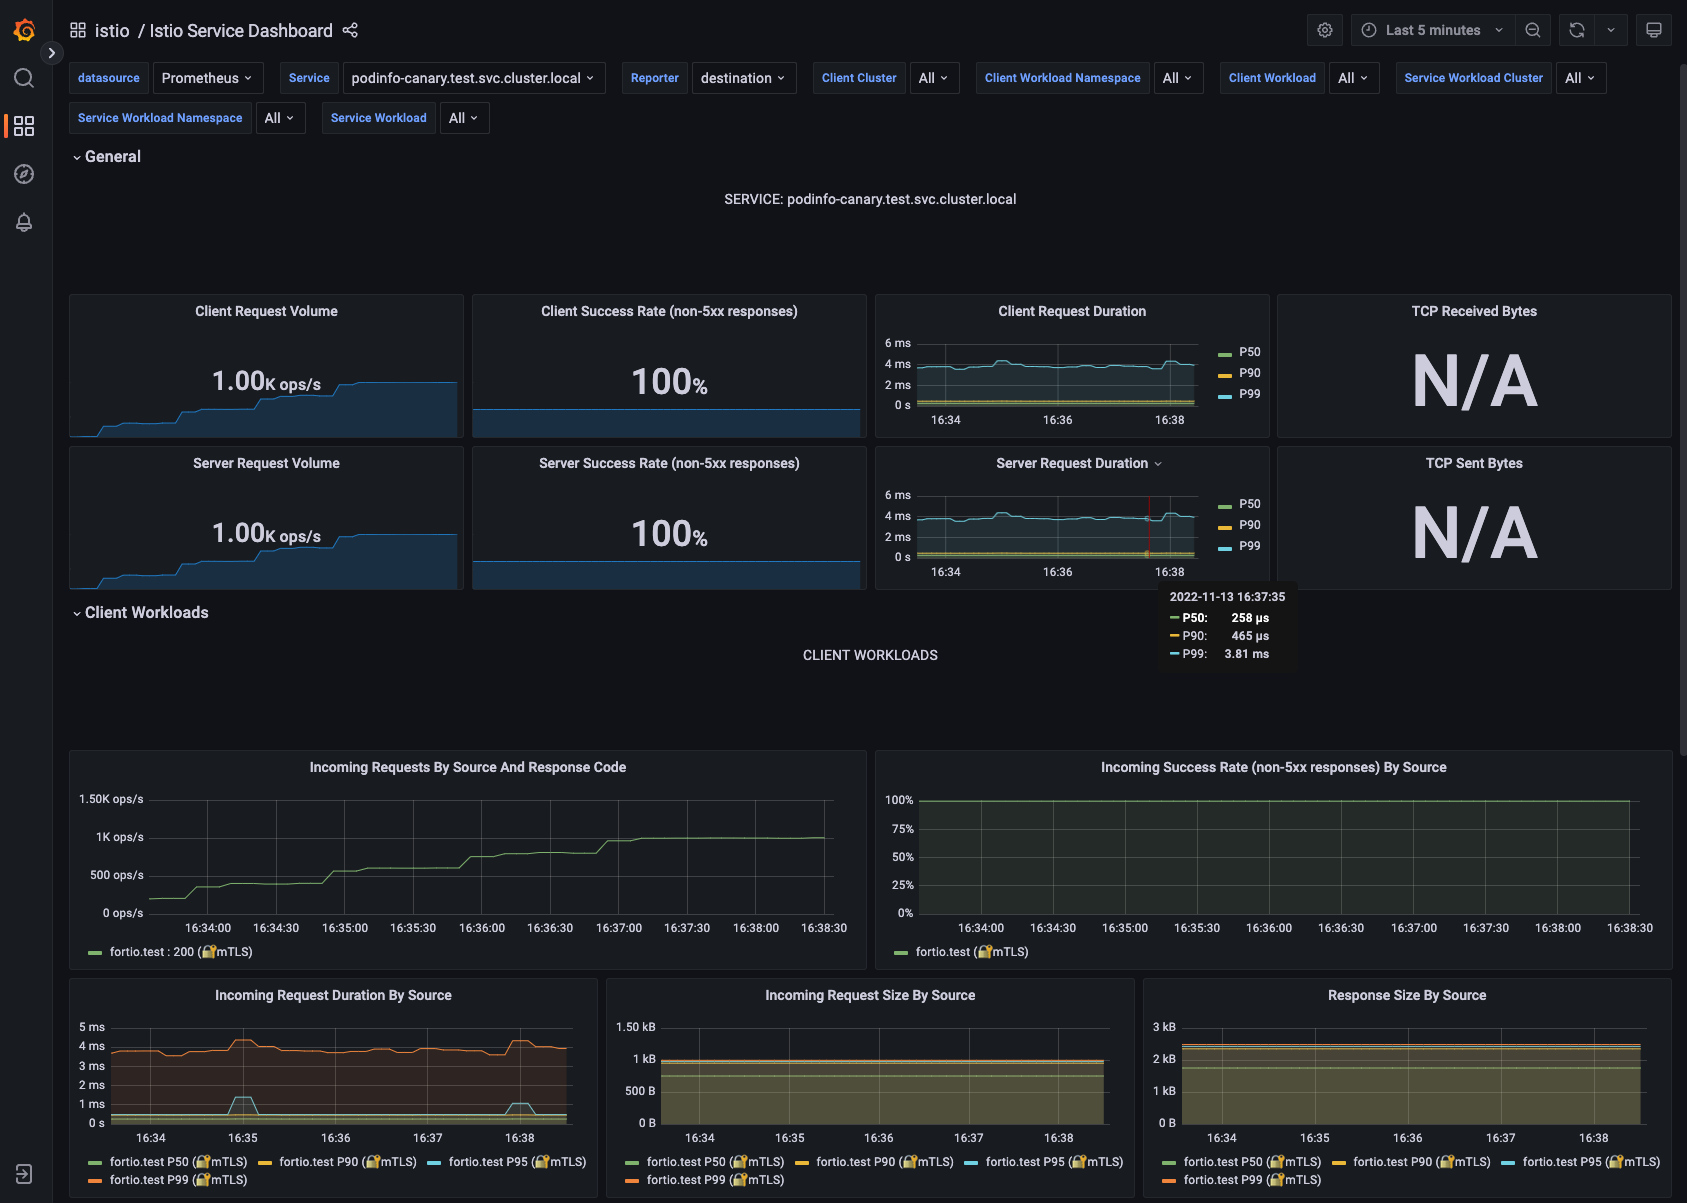 istio / Istio Service Dashboard
Last 5 minutes
datasource Prometheus Service podinfo-canary.test.svc.cluster.local Reporter destination Client Cluster All Client Workload Namespace All Client Workload All Service Workload Cluster All
Service Workload Namespace All Service Workload All
General
SERVICE: podinfo-canary.test.svc.cluster.local
Client Request Volume
1.00K ops/s
Client Success Rate (non-5xx responses)
100%
Client Request Duration
6 ms
4 ms
2 ms
0 s
16:34 16:36 16:38
P50
P90
P99
TCP Received Bytes
N/A
Server Request Volume
1.00K ops/s
Server Success Rate (non-5xx responses)
100%
Server Request Duration
6 ms
4 ms
2 ms
0 s
16:34 16:36 16:38
P50
P90
P99
TCP Sent Bytes
N/A
2022-11-13 16:37:35
P50: 258 µs
P90: 465 µs
P99: 3.81 ms
Client Workloads
CLIENT WORKLOADS
Incoming Requests By Source And Response Code
1.50K ops/s
1K ops/s
500 ops/s
0 ops/s
16:34:00 16:34:30 16:35:00 16:35:30 16:36:00 16:36:30 16:37:00 16:37:30 16:38:00 16:38:30
fortio.test : 200 (🔐mTLS)
Incoming Success Rate (non-5xx responses) By Source
100%
75%
50%
25%
0%
16:34:00 16:34:30 16:35:00 16:35:30 16:36:00 16:36:30 16:37:00 16:37:30 16:38:00 16:38:30
fortio.test (🔐mTLS)
Incoming Request Duration By Source
5 ms
4 ms
3 ms
2 ms
1 ms
0 s
16:34 16:35 16:36 16:37 16:38
fortio.test P50 (🔐mTLS) fortio.test P90 (🔐mTLS) fortio.test P95 (🔐mTLS)
fortio.test P99 (🔐mTLS)
Incoming Request Size By Source
1.50 kB
1 kB
500 B
0 B
16:34 16:35 16:36 16:37 16:38
fortio.test P50 (🔐mTLS) fortio.test P90 (🔐mTLS) fortio.test P95 (🔐mTLS)
fortio.test P99 (🔐mTLS)
Response Size By Source
3 kB
2 kB
1 kB
0 B
16:34 16:35 16:36 16:37 16:38
fortio.test P50 (🔐mTLS) fortio.test P90 (🔐mTLS) fortio.test P95 (🔐mTLS)
fortio.test P99 (🔐mTLS)